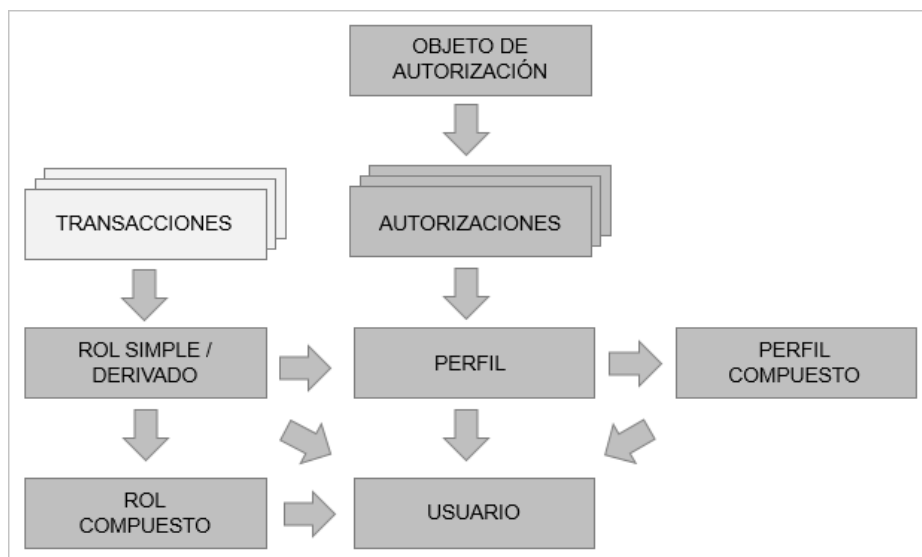 OBJETO DE
AUTORIZACIÓN
TRANSACCIONES
AUTORIZACIONES
ROL SIMPLE /
DERIVADO
PERFIL
PERFIL
COMPUESTO
ROL
COMPUESTO
USUARIO